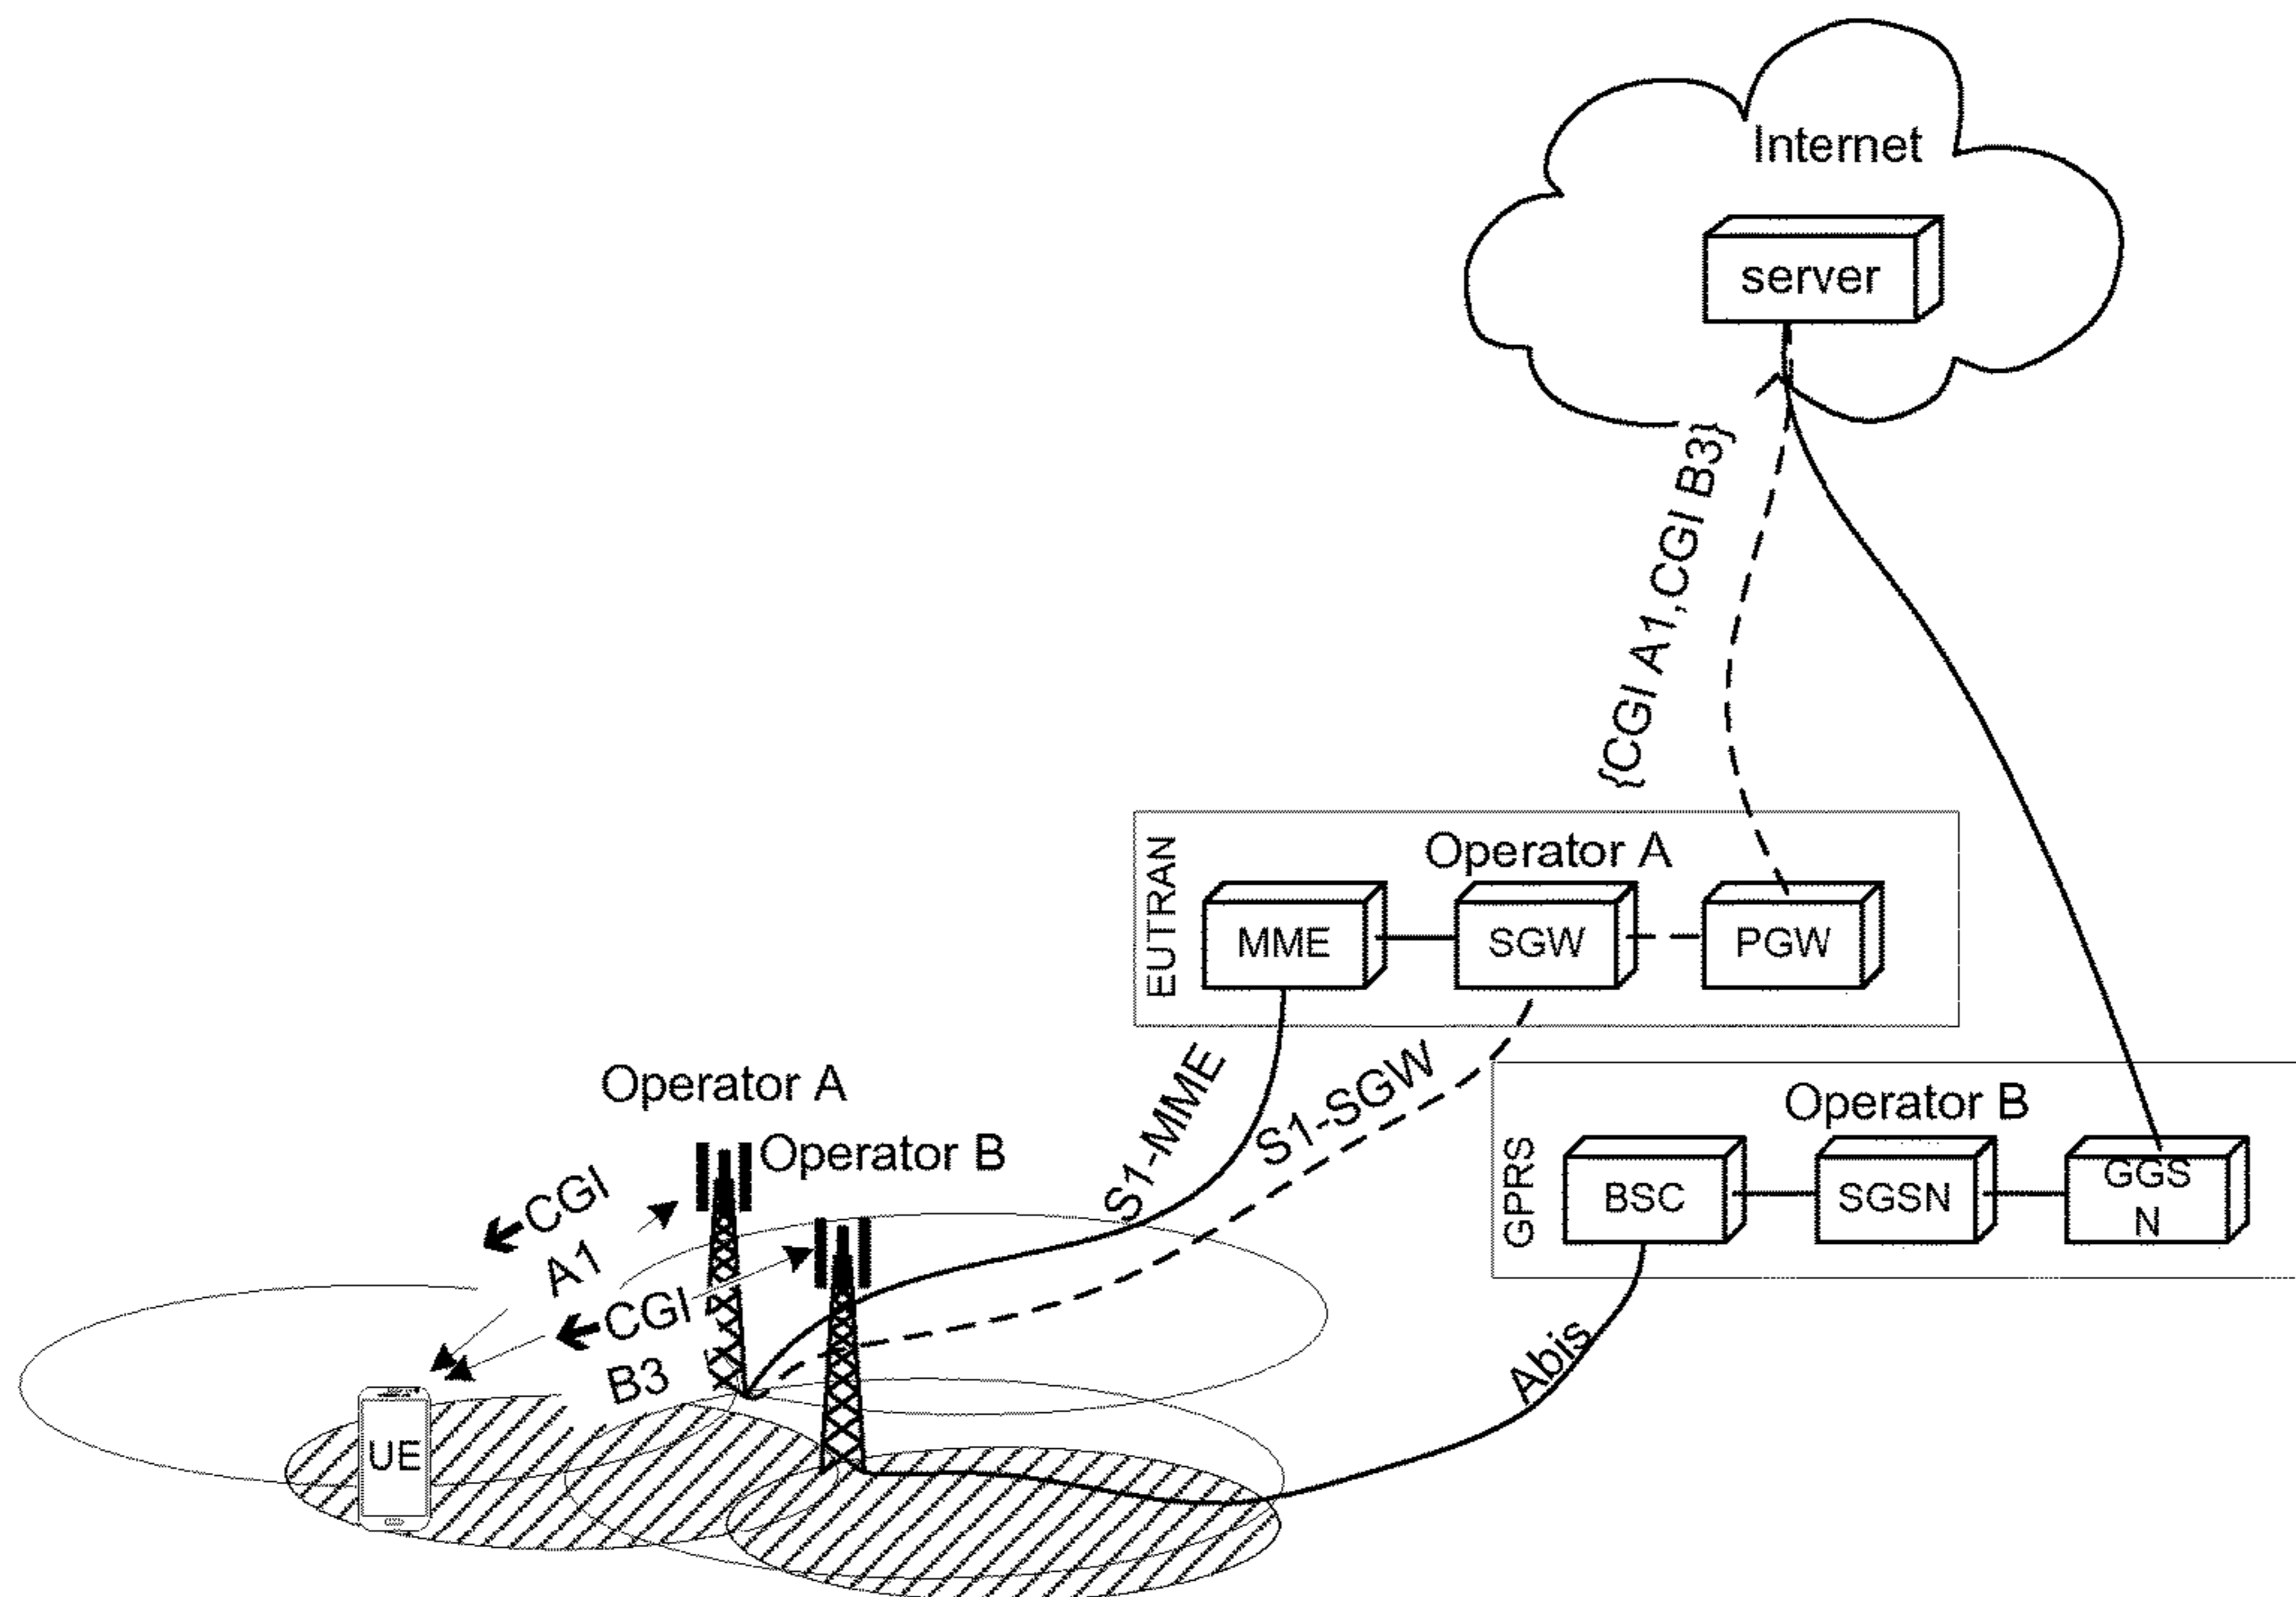 Internet
server
{CGI A1,CGI B3}
EUTRAN
Operator A
MME
SGW
PGW
S1-MME
S1-SGW
Operator A
Operator B
GPRS
Operator B
BSC
SGSN
GGS
N
←CGI
A1
←CGI
B3
Abis
UE